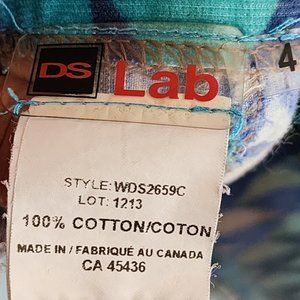 DS Lab 4
STYLE: WDS2659C
LOT: 1213
100% COTTON/COTON
MADE IN / FABRIQUÉ AU CANADA
CA 45436